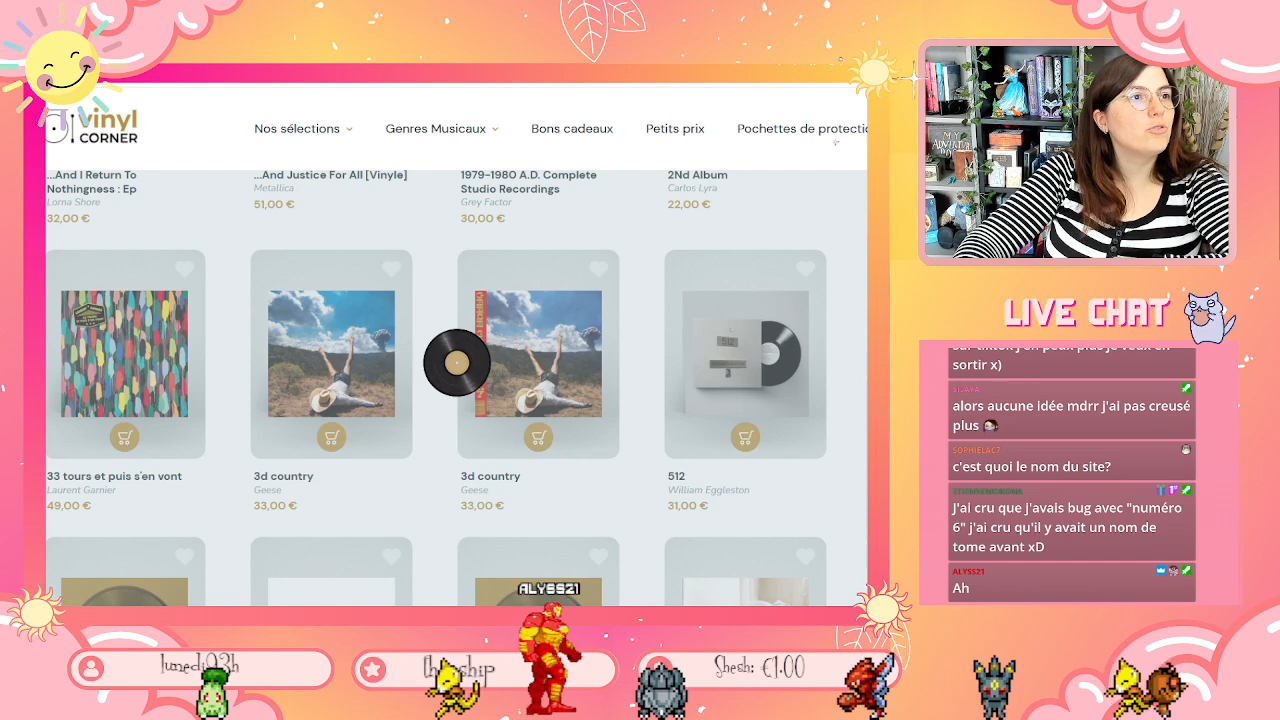 vinyl
CORNER
Nos sélections
Genres Musicaux
Bons cadeaux
Petits prix
Pochettes de protectio
...And I Return To
Nothingness : Ep
Lorna Shore
32,00 €
...And Justice For All [Vinyle]
Metallica
51,00 €
1979-1980 A.D. Complete
Studio Recordings
Grey Factor
30,00 €
2Nd Album
Carlos Lyra
22,00 €
512
33 tours et puis s'en vont
Laurent Garnier
49,00 €
3d country
Geese
33,00 €
3d country
Geese
33,00 €
512
William Eggleston
31,00 €
ALYSS21
LIVE CHAT
sortir x)
alors aucune idée mdrr j'ai pas creusé
plus
SOPHIELAC7
c'est quoi le nom du site?
J'ai cru que j'avais bug avec "numéro
6" j'ai cru qu'il y avait un nom de
tome avant xD
ALYSS21
Ah
lunedi93h
Shesh: €1.00